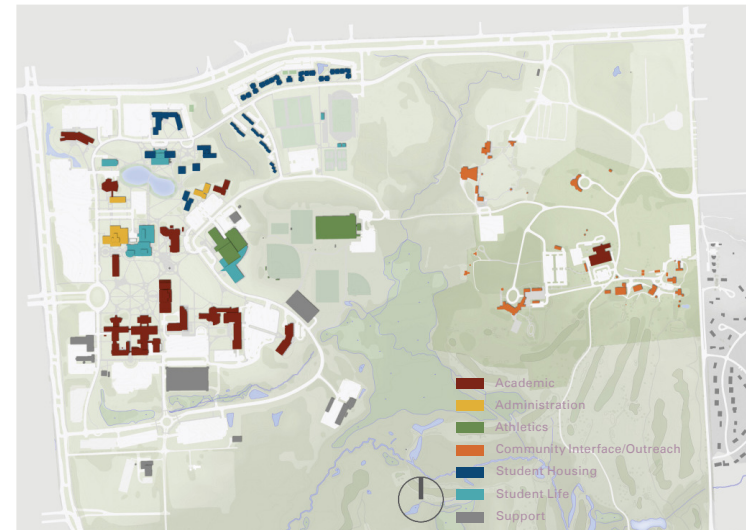 Academic
Administration
Athletics
Community Interface/Outreach
Student Housing
Student Life
Support